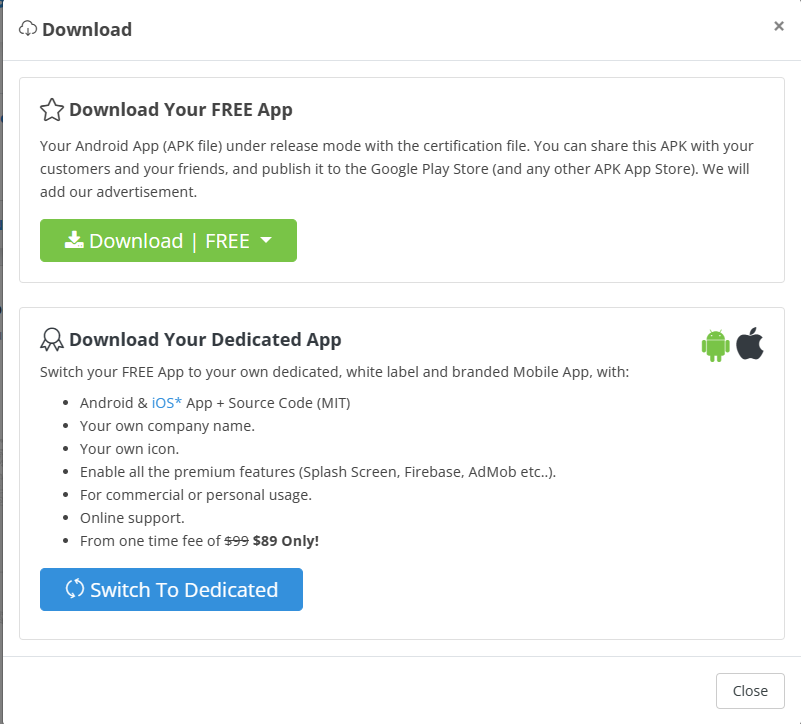 Download
×
Download Your FREE App
Your Android App (APK file) under release mode with the certification file. You can share this APK with your
customers and your friends, and publish it to the Google Play Store (and any other APK App Store). We will
add our advertisement.
Download | FREE
Download Your Dedicated App
Switch your FREE App to your own dedicated, white label and branded Mobile App, with:
• Android & iOS* App + Source Code (MIT)
• Your own company name.
• Your own icon.
• Enable all the premium features (Splash Screen, Firebase, AdMob etc..).
• For commercial or personal usage.
• Online support.
• From one time fee of $99 $89 Only!
Switch To Dedicated
Close